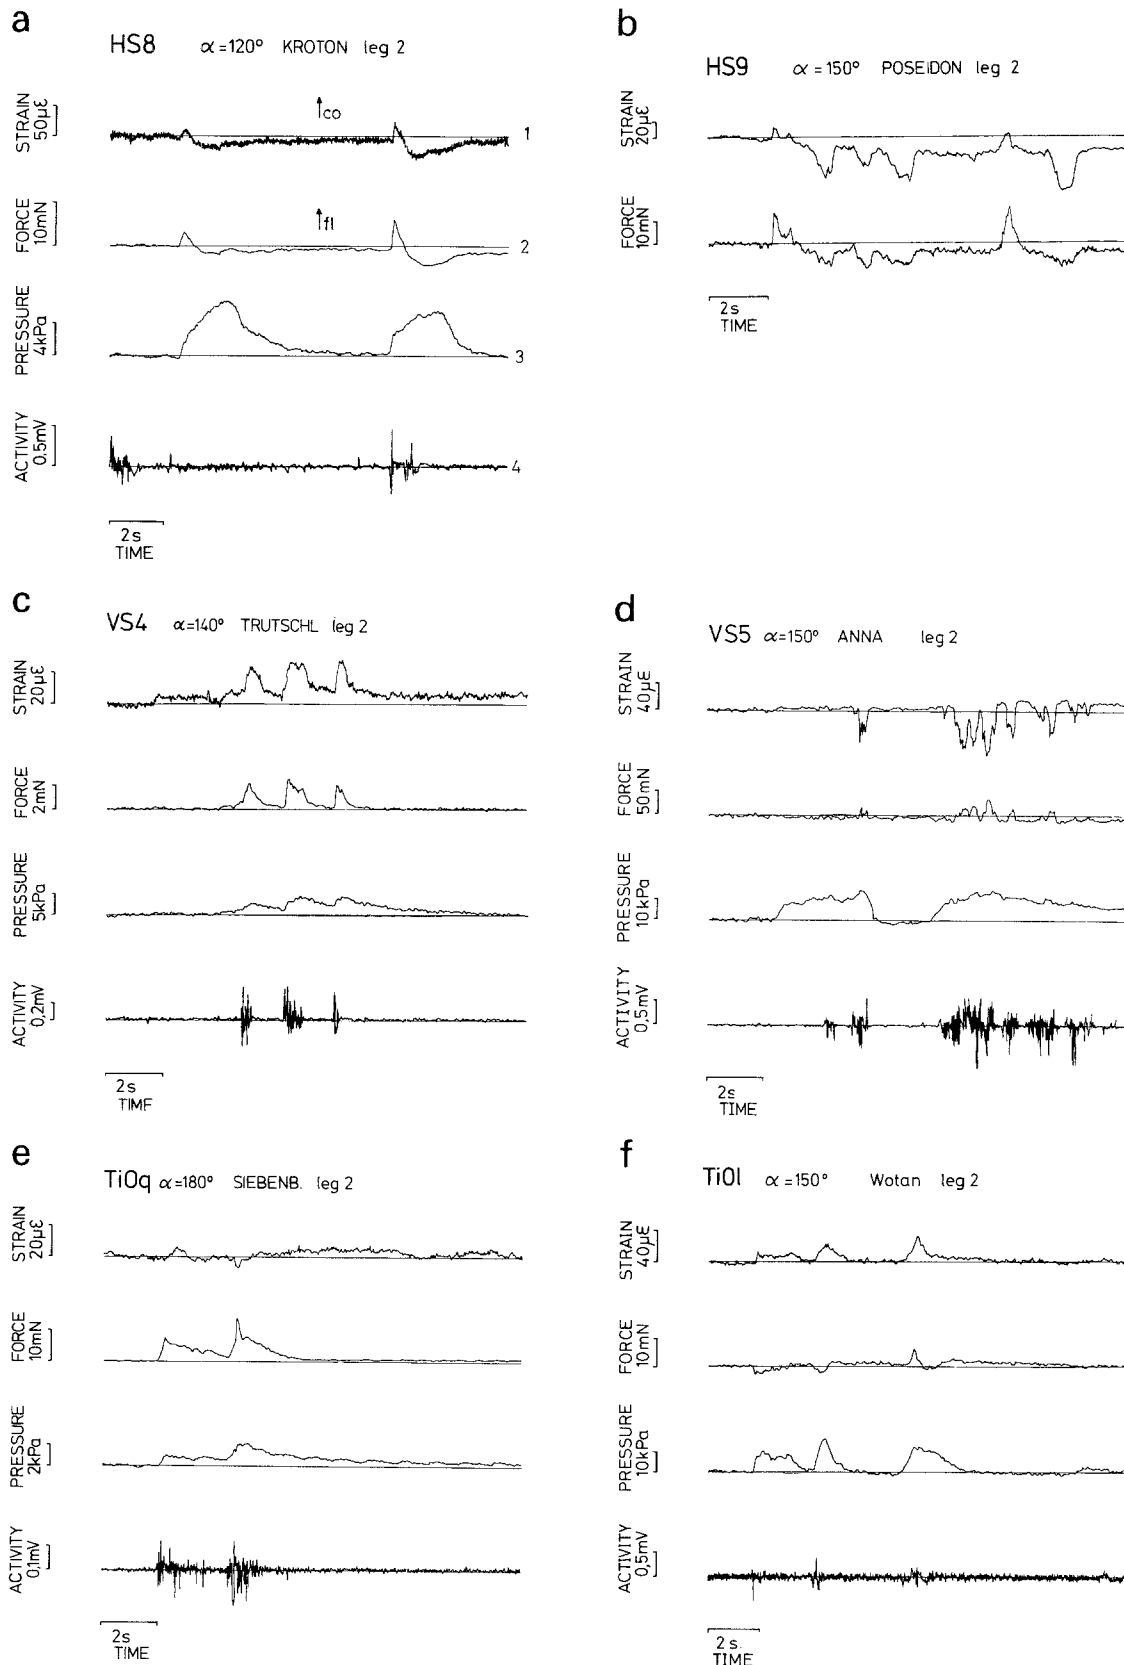 a
HS8 α=120° KROTON leg 2
STRAIN
50με
↑co
1
FORCE
10mN
↑fl
2
PRESSURE
4kPa
3
ACTIVITY
0.5mV
4
2s
TIME
b
HS9 α=150° POSEIDON leg 2
STRAIN
20με
FORCE
10mN
2s
TIME
c
VS4 α=140° TRUTSCHL leg 2
STRAIN
20με
FORCE
2mN
PRESSURE
5kPa
ACTIVITY
0,2mV
2s
TIMF
d
VS5 α=150° ANNA leg 2
STRAIN
40με
FORCE
50mN
PRESSURE
10kPa
ACTIVITY
0,5mV
2s
TIME
e
Ti0q α=180° SIEBENB. leg 2
STRAIN
20με
FORCE
10mN
PRESSURE
2kPa
ACTIVITY
0,1mV
2s
TIME
f
Ti0l α=150° Wotan leg 2
STRAIN
40με
FORCE
10mN
PRESSURE
10kPa
ACTIVITY
0,5mV
2s
TIME